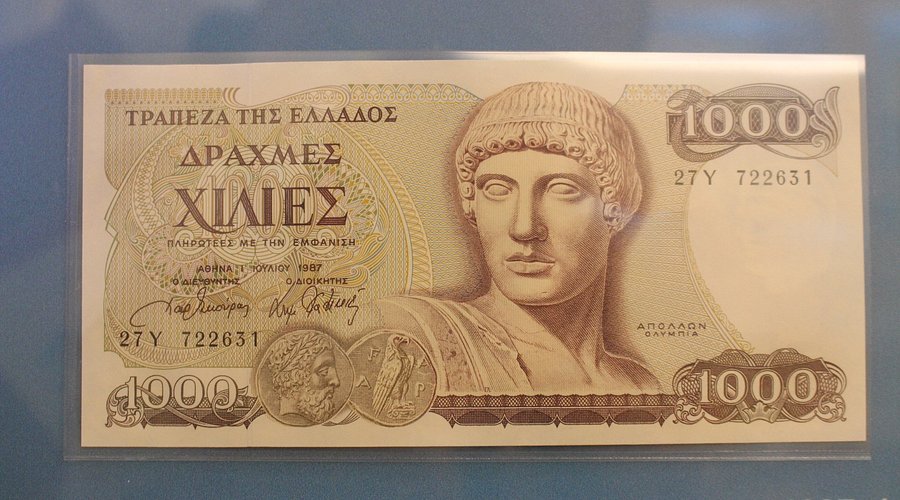 ΤΡΑΠΕΖΑ ΤΗΣ ΕΛΛΑΔΟΣ
1000
ΔΡΑΧΜΕΣ
27Υ 722631
ΧΙΛΙΕΣ
ΠΛΗΡΩΤΕΕΣ ΜΕ ΤΗΝ ΕΜΦΑΝΙΣΗ
ΑΘΗΝΑ 1 ΙΟΥΛΙΟΥ 1987
Ο ΔΙΕΥΘΥΝΤΗΣ Ο ΔΙΟΙΚΗΤΗΣ
27Υ 722631
ΑΠΟΛΛΩΝ
ΟΛΥΜΠΙΑ
F
A
A P
1000
1000